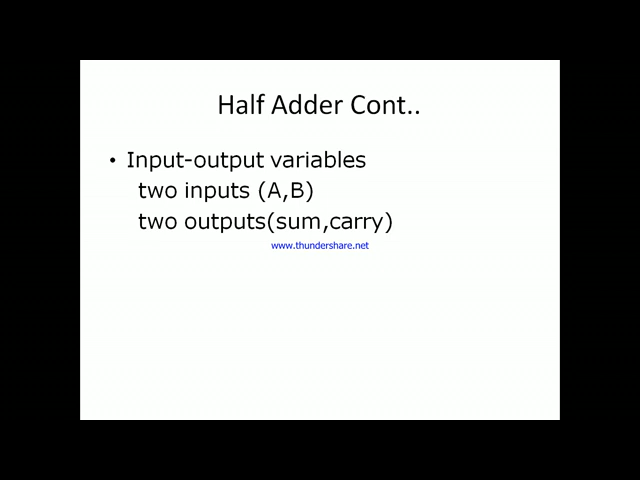 Half Adder Cont..
• Input-output variables
two inputs (A,B)
two outputs(sum,carry)
www.thundershare.net